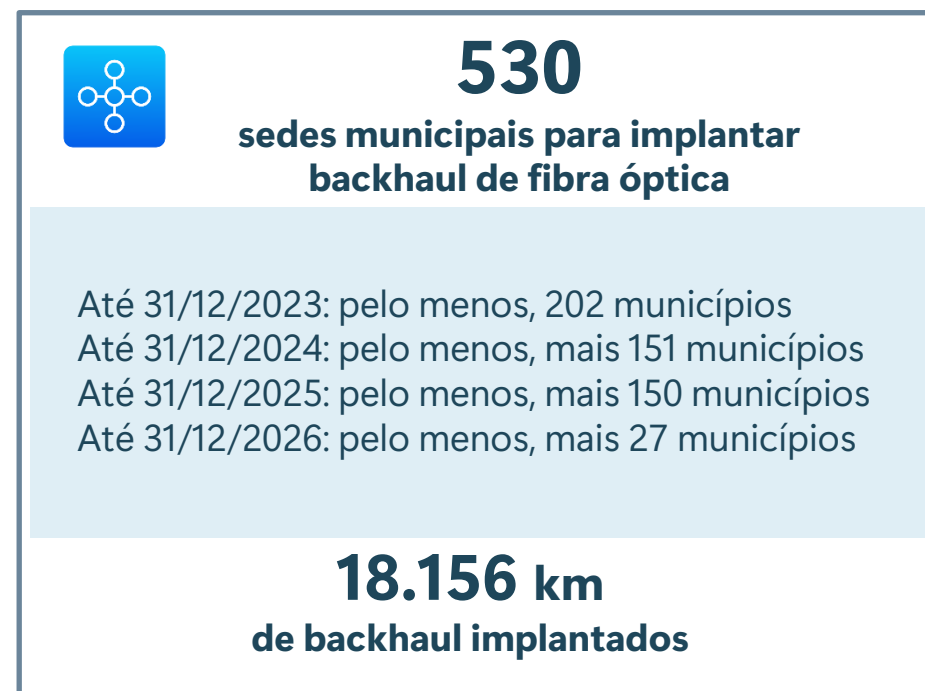 530
sedes municipais para implantar
backhaul de fibra óptica
Até 31/12/2023: pelo menos, 202 municípios
Até 31/12/2024: pelo menos, mais 151 municípios
Até 31/12/2025: pelo menos, mais 150 municípios
Até 31/12/2026: pelo menos, mais 27 municípios
18.156 km
de backhaul implantados